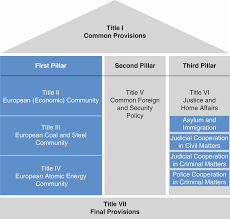 Title I
Common Provisions
First Pillar
Second Pillar
Third Pillar
Title II
European (Economic) Community
Title III
European Coal and Steel
Community
Title IV
European Atomic Energy
Community
Title V
Common Foreign and
Security
Policy
Title VI
Justice and
Home Affairs
Asylum and
Immigration
Judicial Cooperation
in Civil Matters
Judicial Cooperation
in Criminal Matters
Police Cooperation
in Criminal Matters
Title VII
Final Provisions